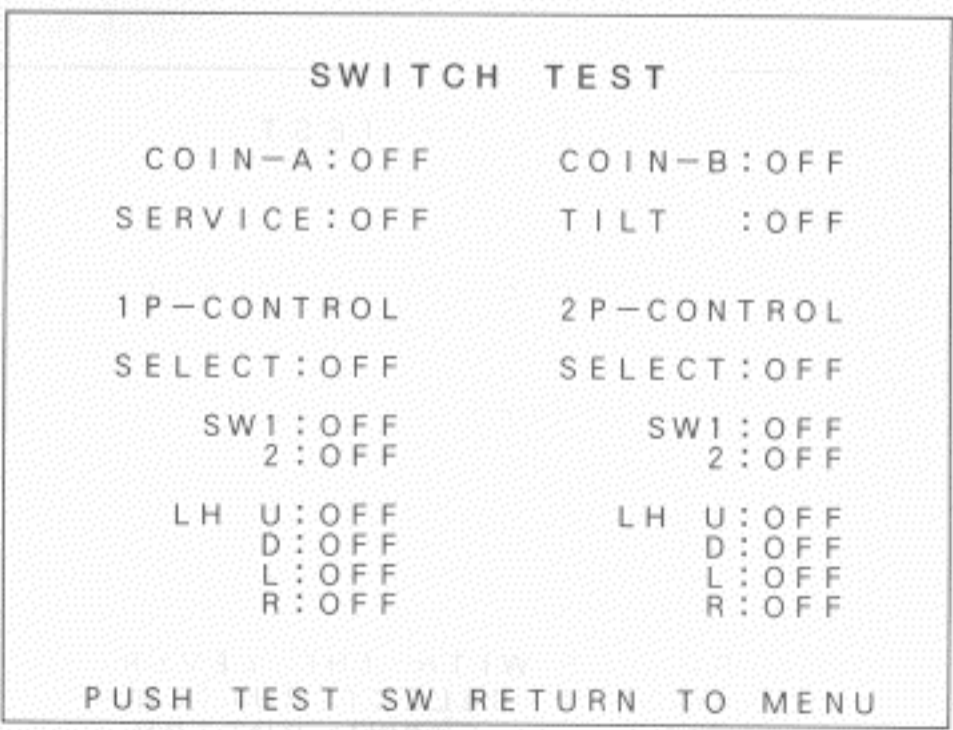 SWITCH TEST
COIN-A:OFF COIN-B:OFF
SERVICE:OFF TILT :OFF
1P-CONTROL 2P-CONTROL
SELECT:OFF SELECT:OFF
SW1:OFF SW1:OFF
2:OFF 2:OFF
LH U:OFF LH U:OFF
D:OFF D:OFF
L:OFF L:OFF
R:OFF R:OFF
PUSH TEST SW RETURN TO MENU